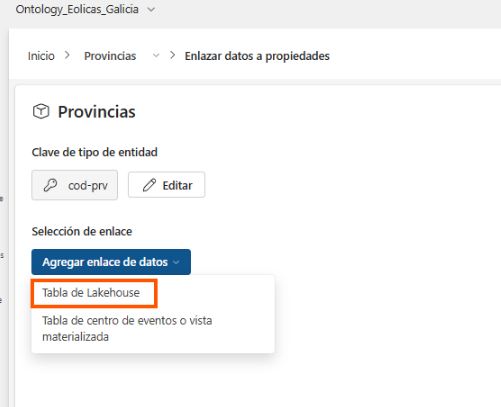 Ontology_Eolicas_Galicia
Inicio > Provincias > Enlazar datos a propiedades
Provincias
Clave de tipo de entidad
cod-prv Editar
Selección de enlace
Agregar enlace de datos
Tabla de Lakehouse
Tabla de centro de eventos o vista
materializada